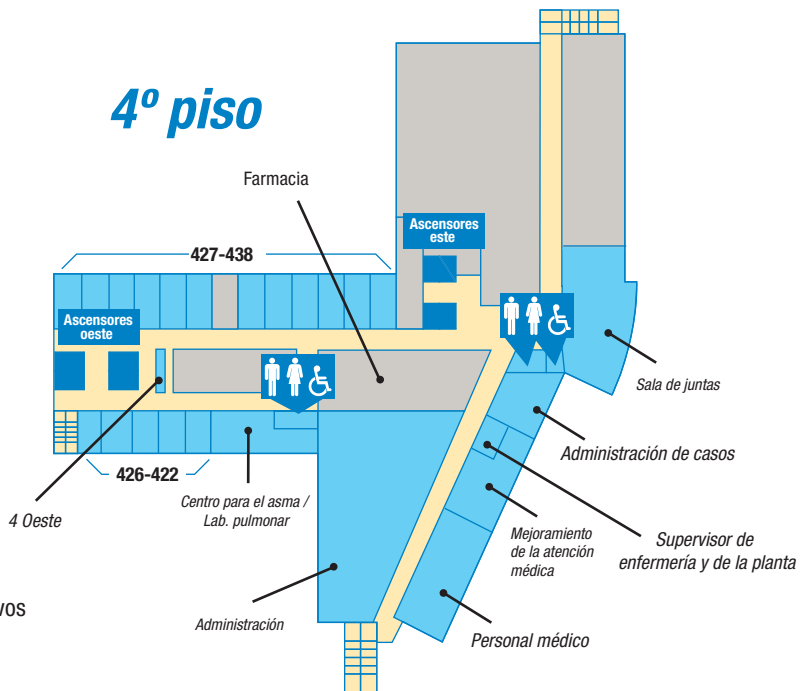 4º piso
Farmacia
Ascensores
este
427-438
Ascensores
oeste
Sala de juntas
Administración de casos
426-422
Centro para el asma /
Lab. pulmonar
4 Oeste
Mejoramiento
de la atención
médica
Supervisor de
enfermería y de la planta
vos
Administración
Personal médico